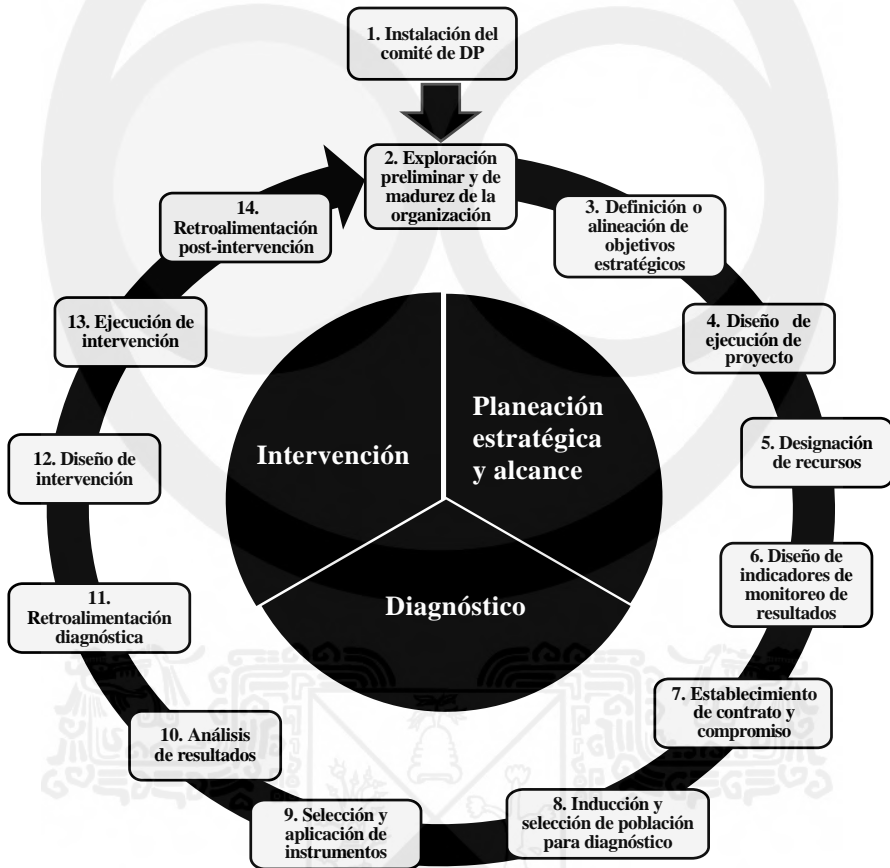 1. Instalación del
comité de DP
2. Exploración
preliminar y de
madurez de la
organización
3. Definición o
alineación de
objetivos
estratégicos
4. Diseño de
ejecución de
proyecto
5. Designación
de recursos
6. Diseño de
indicadores de
monitoreo de
resultados
7. Establecimiento
de contrato y
compromiso
8. Inducción y
selección de población
para diagnóstico
9. Selección y
aplicación de
instrumentos
10. Análisis
de resultados
11.
Retroalimentación
diagnóstica
12. Diseño de
intervención
13. Ejecución de
intervención
14.
Retroalimentación
post-intervención
Planeación
estratégica
y alcance
Diagnóstico
Intervención